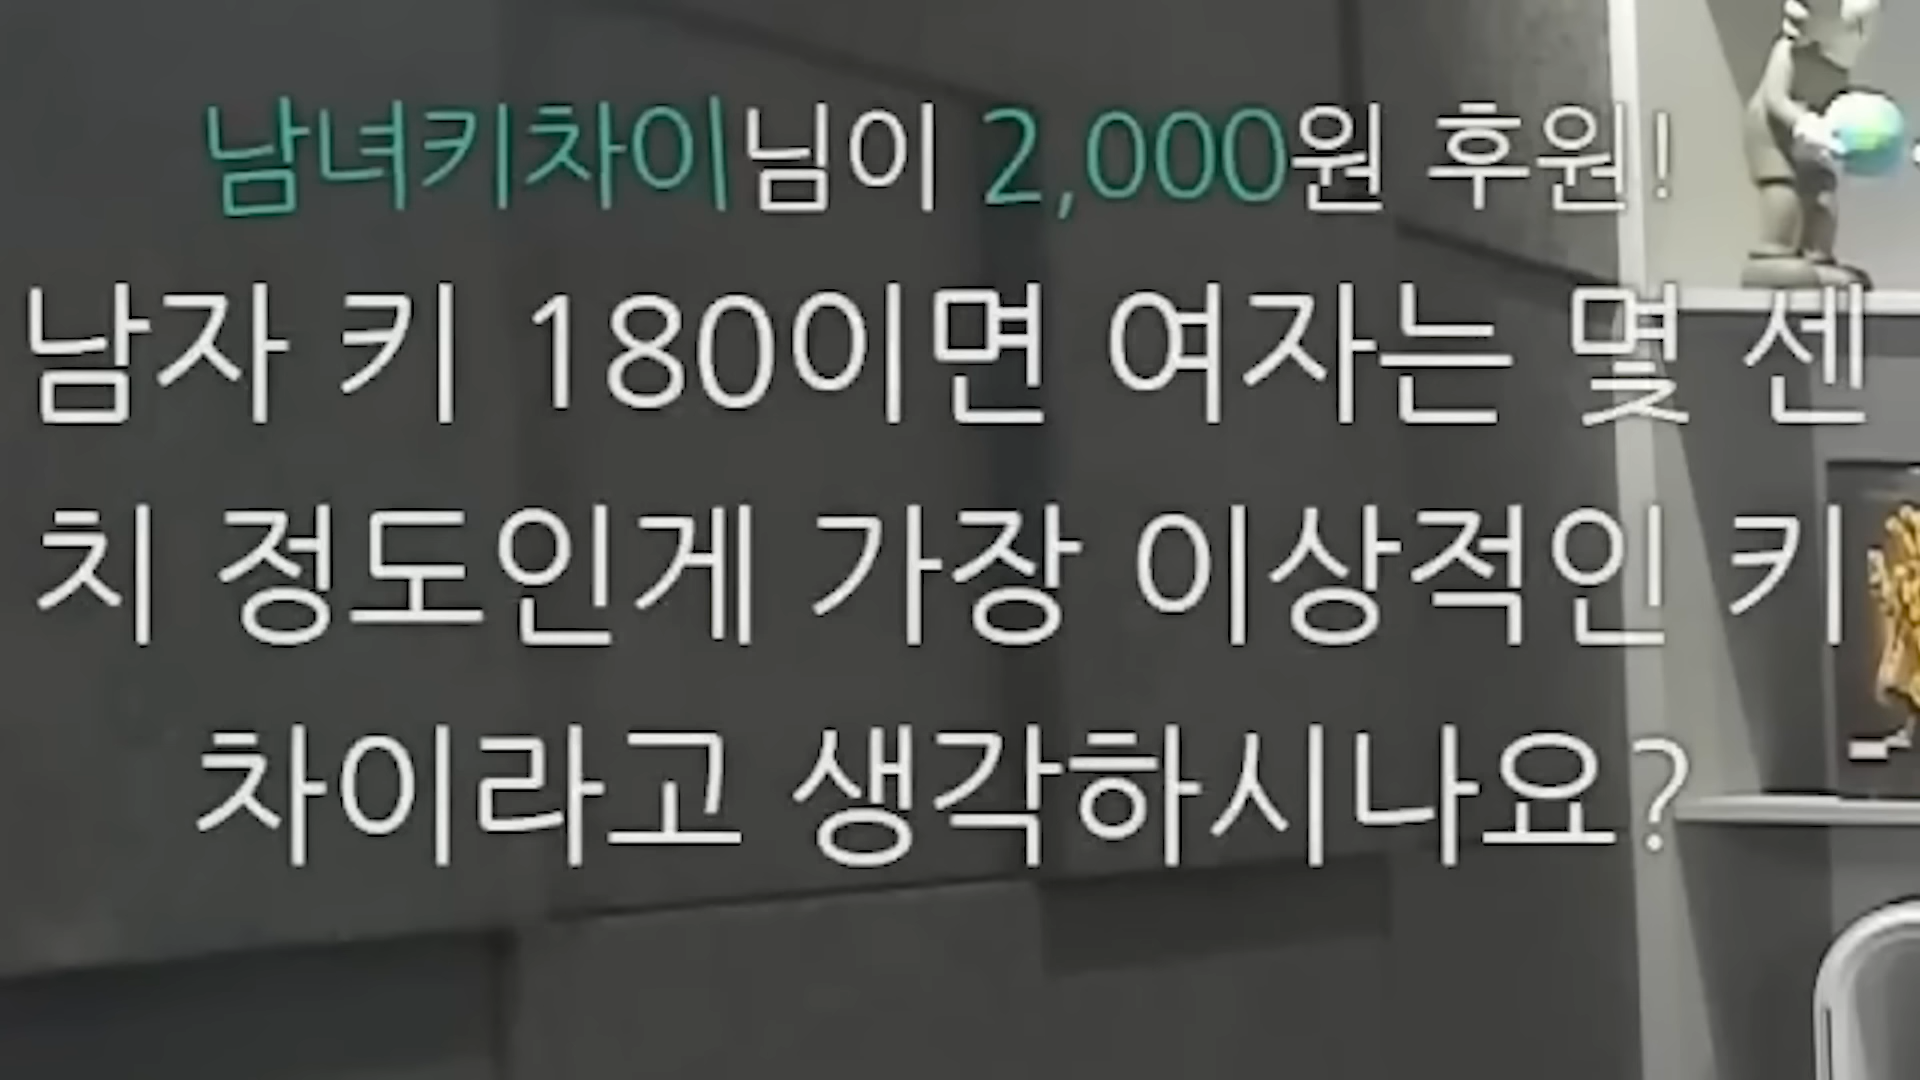 남녀키차이님이 2,000원 후원!
남자 키 180이면 여자는 몇 센
치 정도인게 가장 이상적인 키
차이라고 생각하시나요?